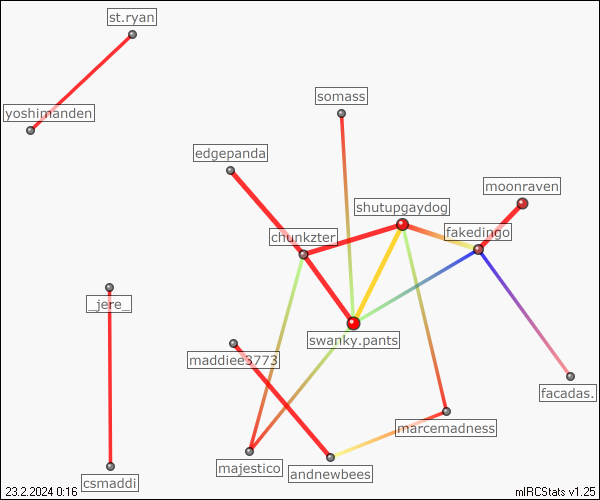 st.ryan
somass
yoshimanden
edgepanda
moonraven
shutupgaydog
fakedingo
chunkzter
_jere_
swanky.pants
maddiee3773
facadas.
marcemadness
majestico
andnewbees
csmaddi
23.2.2024 0:16
mIRCStats v1.25